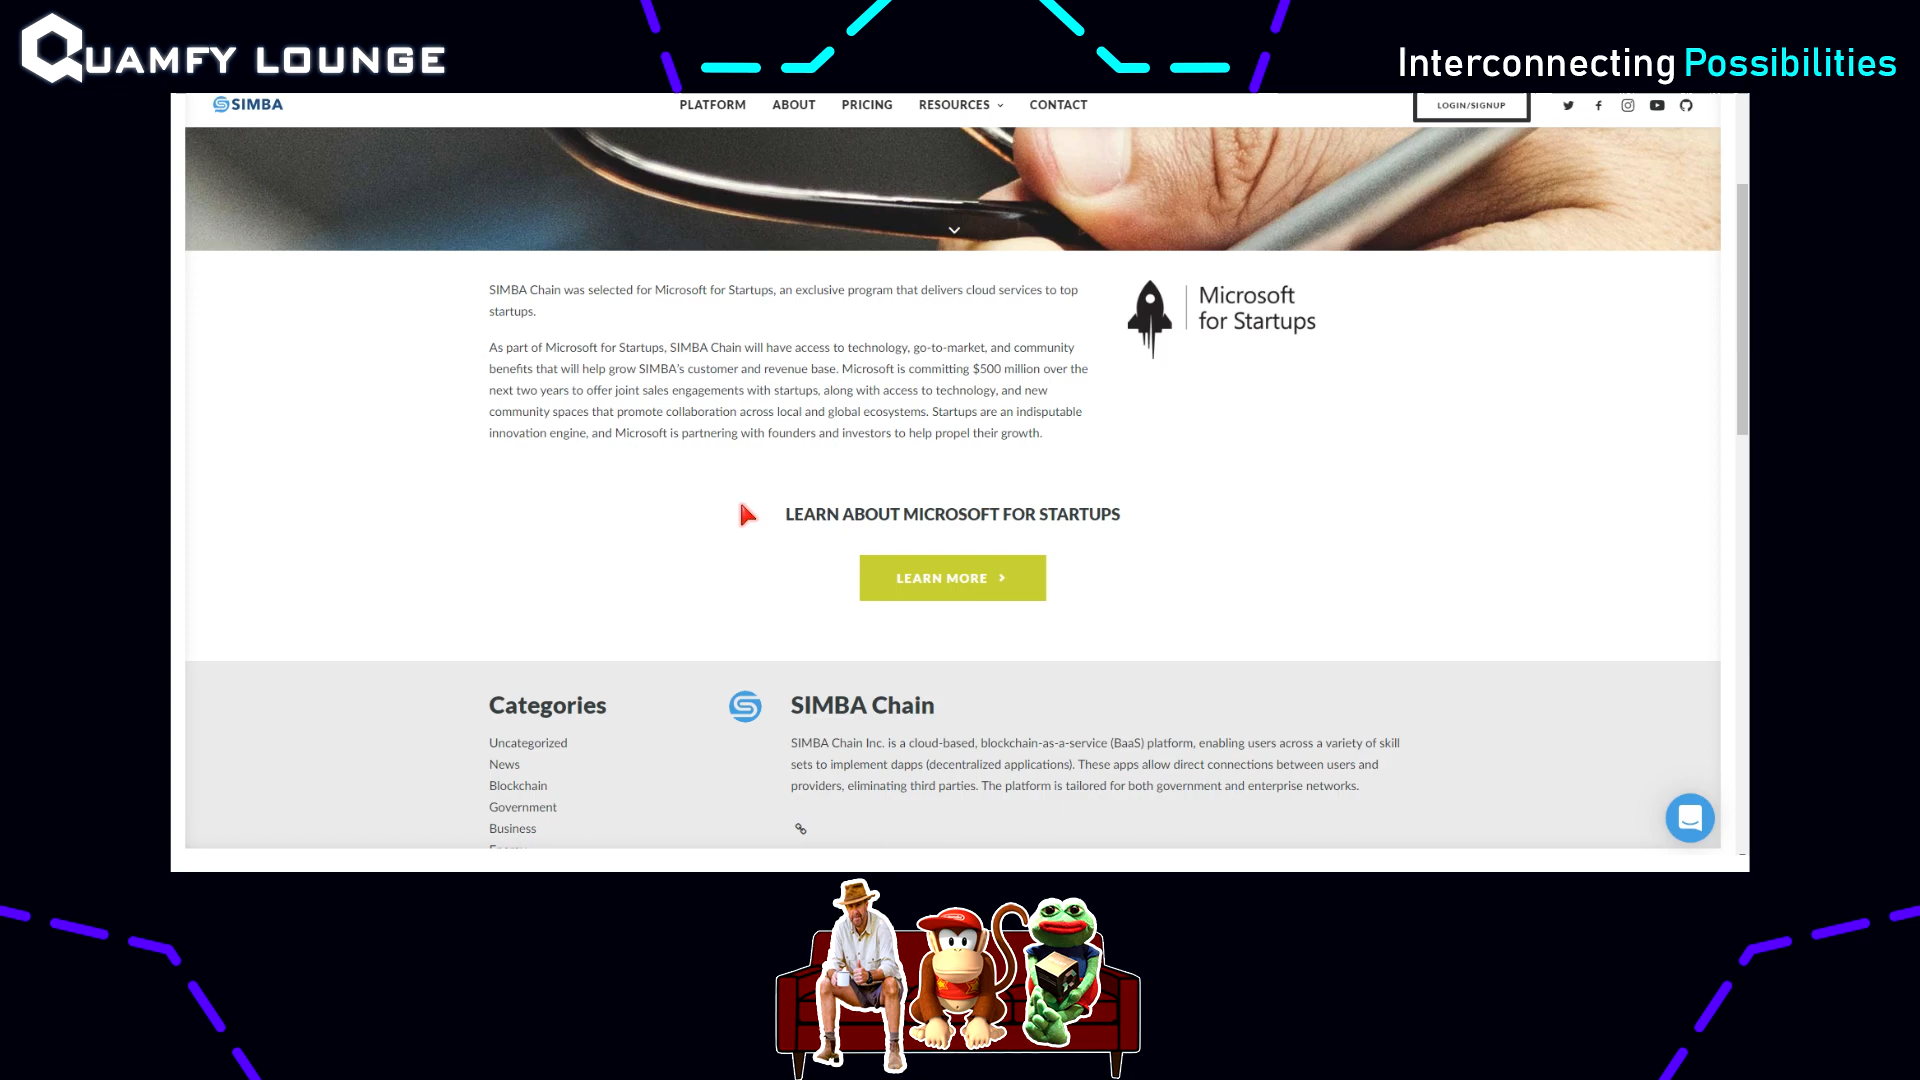 QUAMFY LOUNGE
Interconnecting Possibilities
SIMBA
PLATFORM ABOUT PRICING RESOURCES CONTACT
LOGIN/SIGNUP
SIMBA Chain was selected for Microsoft for Startups, an exclusive program that delivers cloud services to top
startups.
Microsoft
for Startups
As part of Microsoft for Startups, SIMBA Chain will have access to technology, go-to-market, and community
benefits that will help grow SIMBA's customer and revenue base. Microsoft is committing $500 million over the
next two years to offer joint sales engagements with startups, along with access to technology, and new
community spaces that promote collaboration across local and global ecosystems. Startups are an indisputable
innovation engine, and Microsoft is partnering with founders and investors to help propel their growth.
LEARN ABOUT MICROSOFT FOR STARTUPS
LEARN MORE
Categories
Uncategorized
News
Blockchain
Government
Business
SIMBA Chain
SIMBA Chain Inc. is a cloud-based, blockchain-as-a-service (BaaS) platform, enabling users across a variety of skill
sets to implement dapps (decentralized applications). These apps allow direct connections between users and
providers, eliminating third parties. The platform is tailored for both government and enterprise networks.